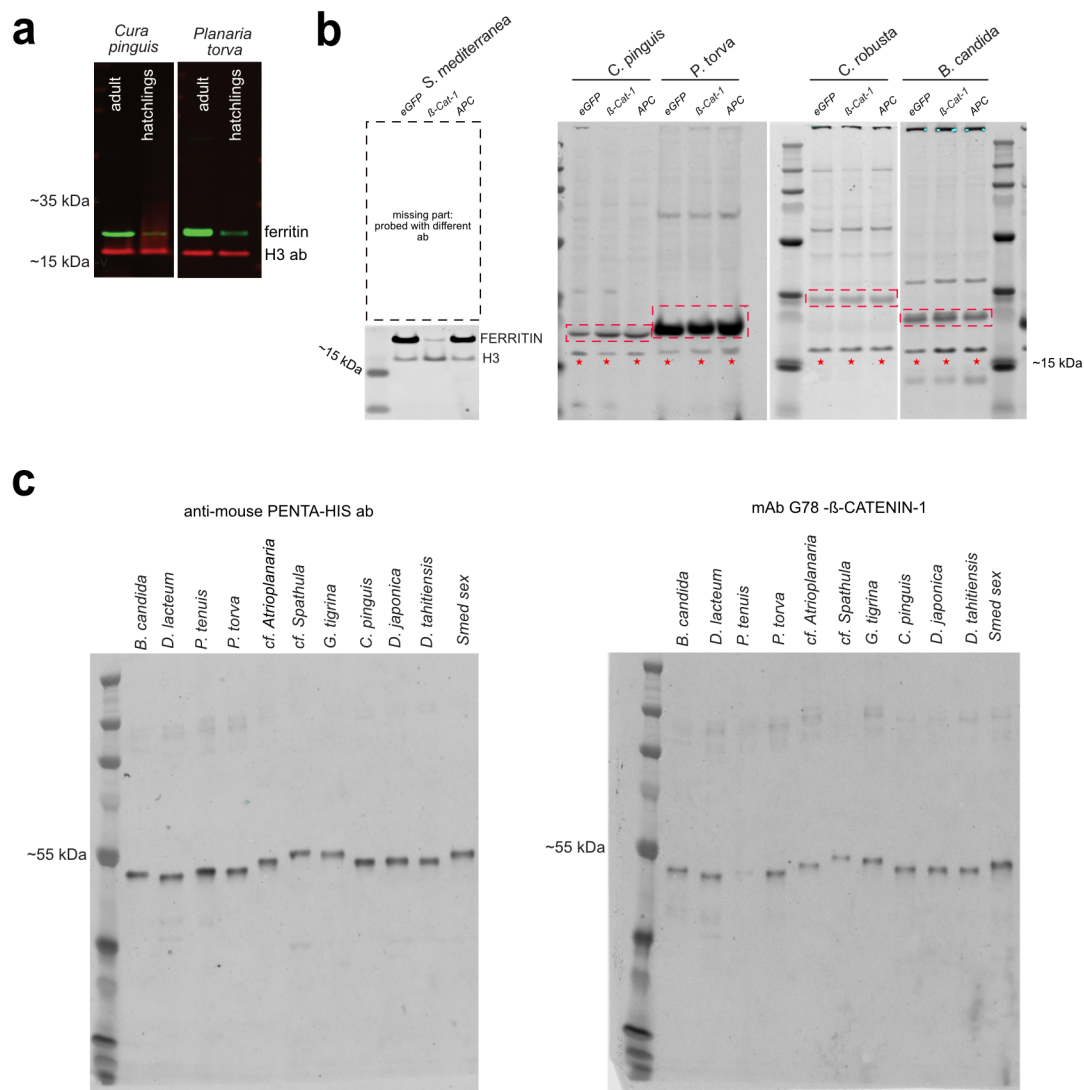 a
Cura
pinguis
Planaria
torva
adult
hatchlings
adult
hatchlings
~35 kDa
ferritin
H3 ab
~15 kDa
b
S. mediterranea
eGFP
ß-Cat-1
APC
missing part:
probed with different
ab
FERRITIN
H3
~15 kDa
C. pinguis
P. torva
C. robusta
B. candida
eGFP
ß-Cat-1
APC
eGFP
ß-Cat-1
APC
eGFP
ß-Cat-1
APC
eGFP
ß-Cat-1
APC
~15 kDa
c
anti-mouse PENTA-HIS ab
B. candida
D. lacteum
P. tenuis
P. torva
cf. Atrioplanaria
cf. Spathula
G. tigrina
C. pinguis
D. japonica
D. tahitiensis
Smed sex
~55 kDa
mAb G78 -ß-CATENIN-1
B. candida
D. lacteum
P. tenuis
P. torva
cf. Atrioplanaria
cf. Spathula
G. tigrina
C. pinguis
D. japonica
D. tahitiensis
Smed sex
~55 kDa